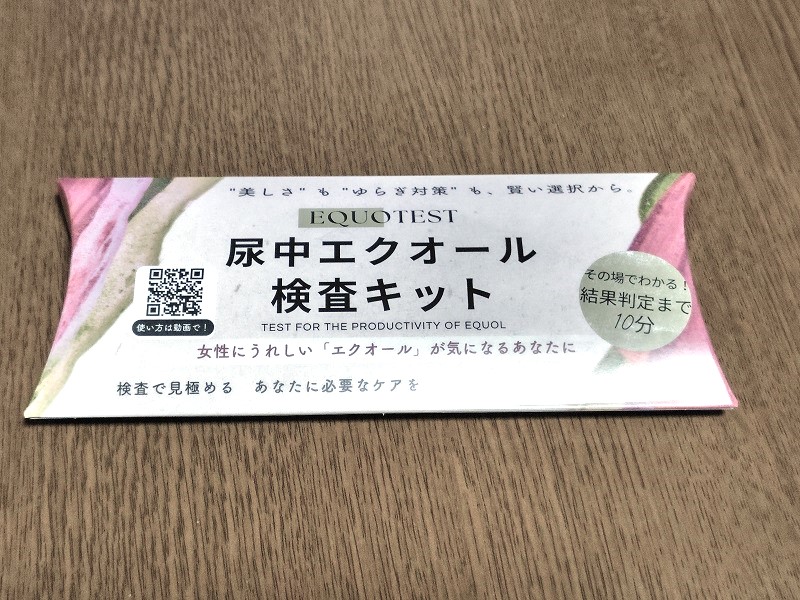 "美しさ"も"ゆらぎ対策"も、賢い選択から。
EQUOTEST
尿中エクオール
検査キット
TEST FOR THE PRODUCTIVITY OF EQUOL
使い方は動画で！
その場でわかる！
結果判定まで
10分
女性にうれしい「エクオール」が気になるあなたに
検査で見極める　あなたに必要なケアを